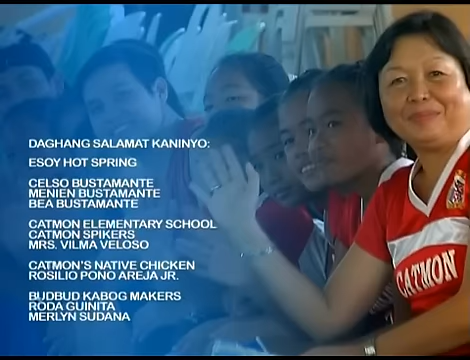 DAGHANG SALAMAT KANINYO:
ESOY HOT SPRING
CELSO BUSTAMANTE
MENIEN BUSTAMANTE
BEA BUSTAMANTE
CATMON ELEMENTARY SCHOOL
CATMON SPIKERS
MRS. VILMA VELOSO
CATMON'S NATIVE CHICKEN
ROSILIO PONO AREJA JR.
BUDBUD KABOG MAKERS
RODA GUINITA
MERLYN SUDANA
CATMON